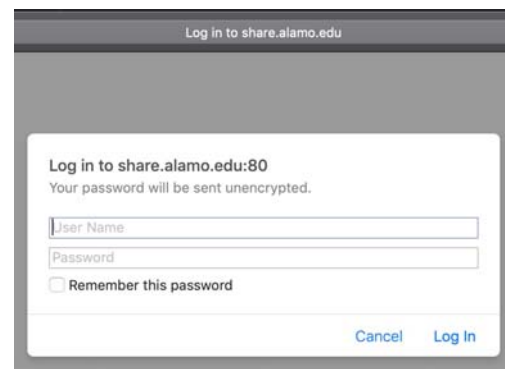 Log in to share.alamo.edu
Log in to share.alamo.edu:80
Your password will be sent unencrypted.
User Name
Password
Remember this password
Cancel Log In